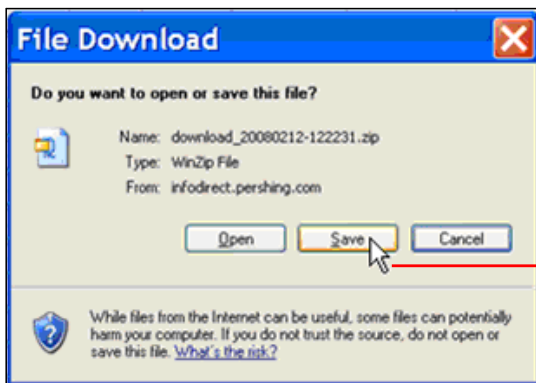 File Download
Do you want to open or save this file?
Name: download_20080212-122231.zip
Type: WinZip File
From: infodirect.pershing.com
Open Save Cancel
While files from the Internet can be useful, some files can potentially
harm your computer. If you do not trust the source, do not open or
save this file. What's the risk?